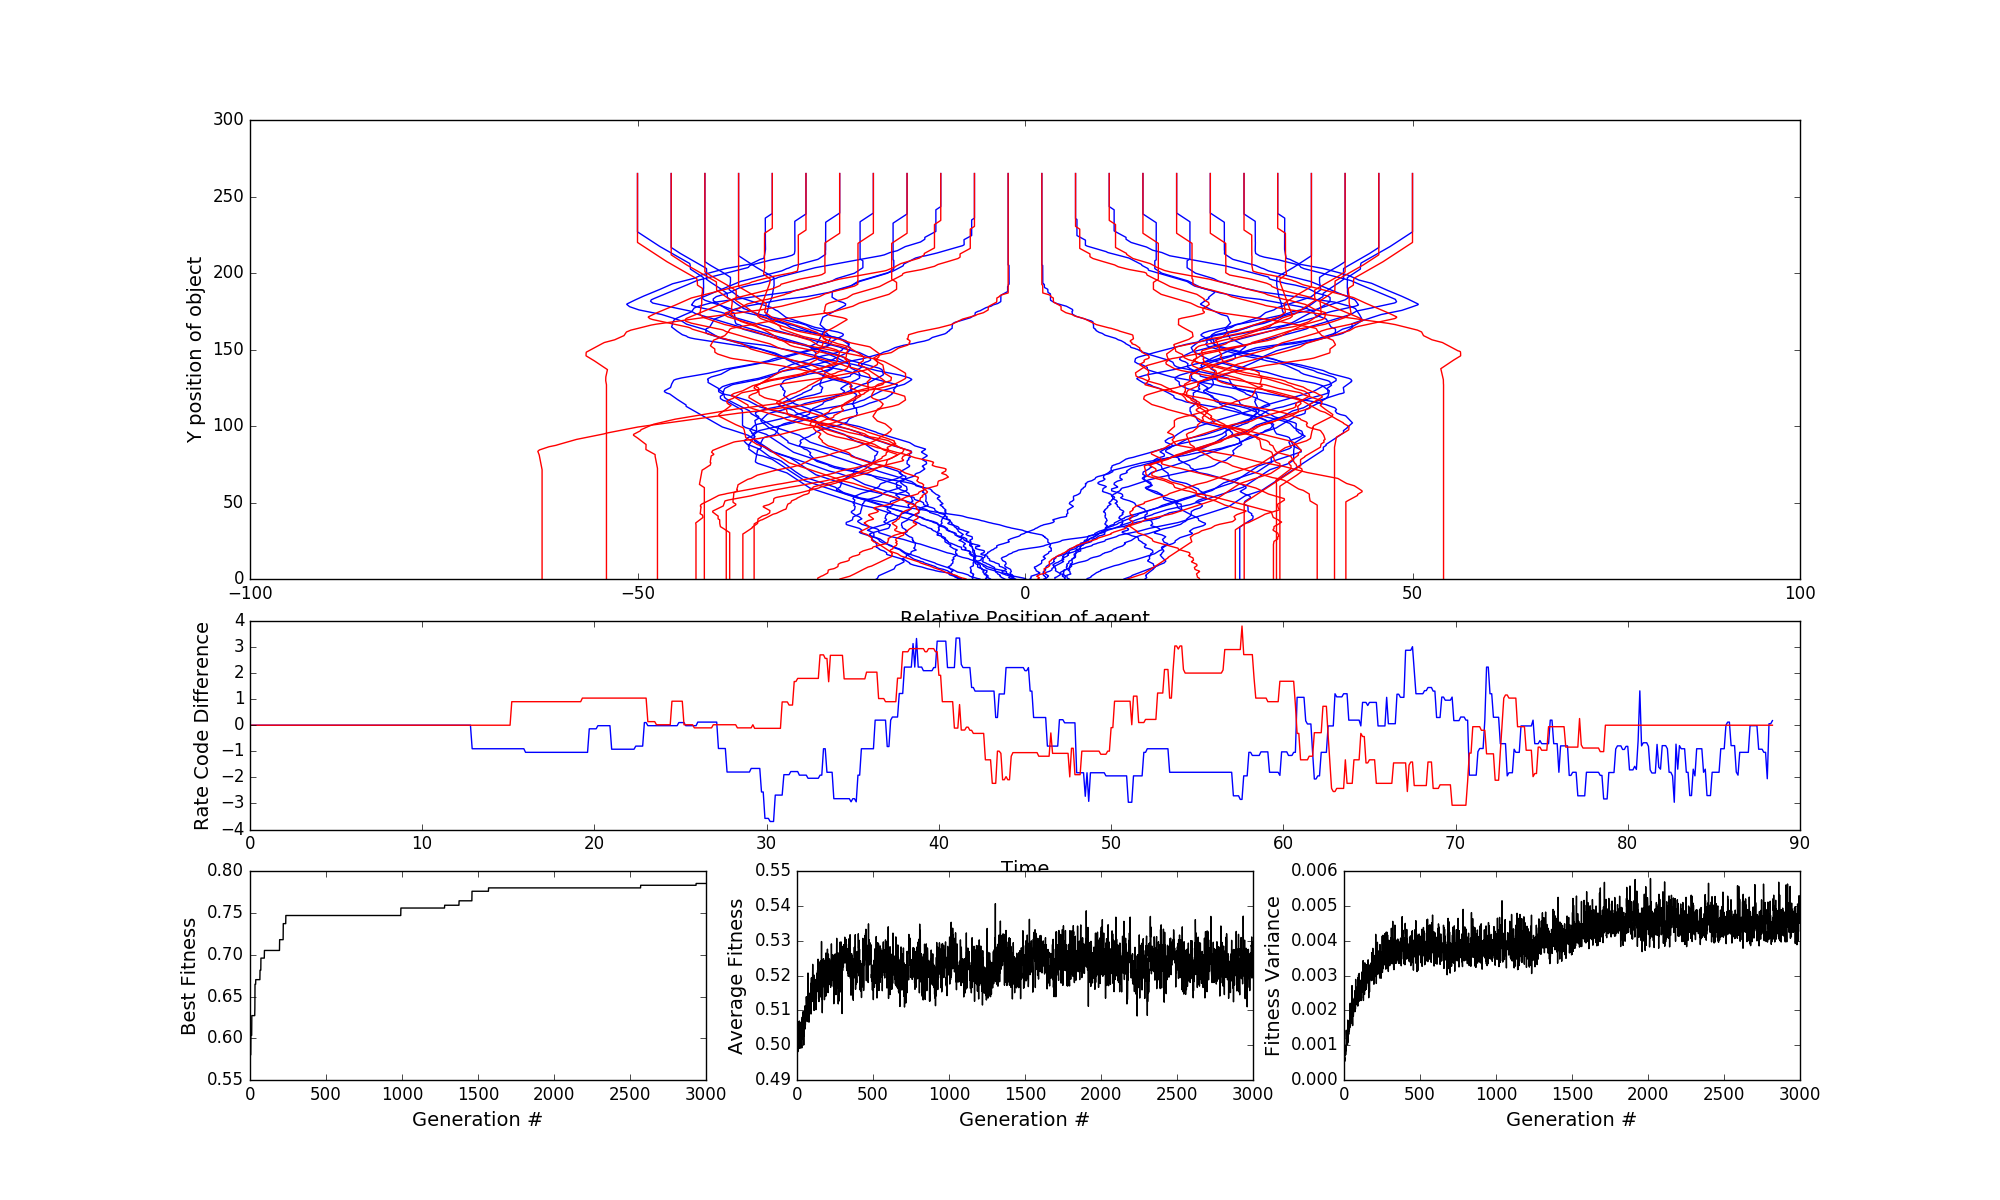 300
250
200
150
100
50
0
Y position of object
−100 −50 0 50 100
Relative Position of agent
4
3
2
1
0
−1
−2
−3
−4
Rate Code Difference
0 10 20 30 40 50 60 70 80 90
Time
0.80
0.75
0.70
0.65
0.60
0.55
Best Fitness
0 500 1000 1500 2000 2500 3000
Generation #
0.55
0.54
0.53
0.52
0.51
0.50
0.49
Average Fitness
0 500 1000 1500 2000 2500 3000
Generation #
0.006
0.005
0.004
0.003
0.002
0.001
0.000
Fitness Variance
0 500 1000 1500 2000 2500 3000
Generation #